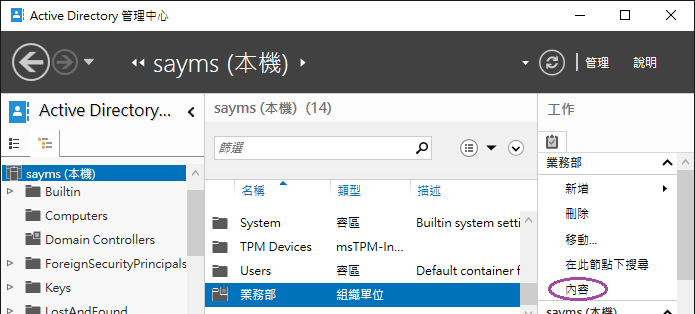 Active Directory 管理中心
sayms (本機)
管理
說明
Active Directory...
sayms (本機)
Builtin
Computers
Domain Controllers
ForeignSecurityPrincipals
Keys
LostAndFound
sayms (本機) (14)
篩選
名稱 類型 描述
System 容區 Builtin system setti
TPM Devices msTPM-In...
Users 容區 Default container f
業務部 組織單位
工作
業務部
新增
刪除
移動...
在此節點下搜尋
內容
sayms (本機)